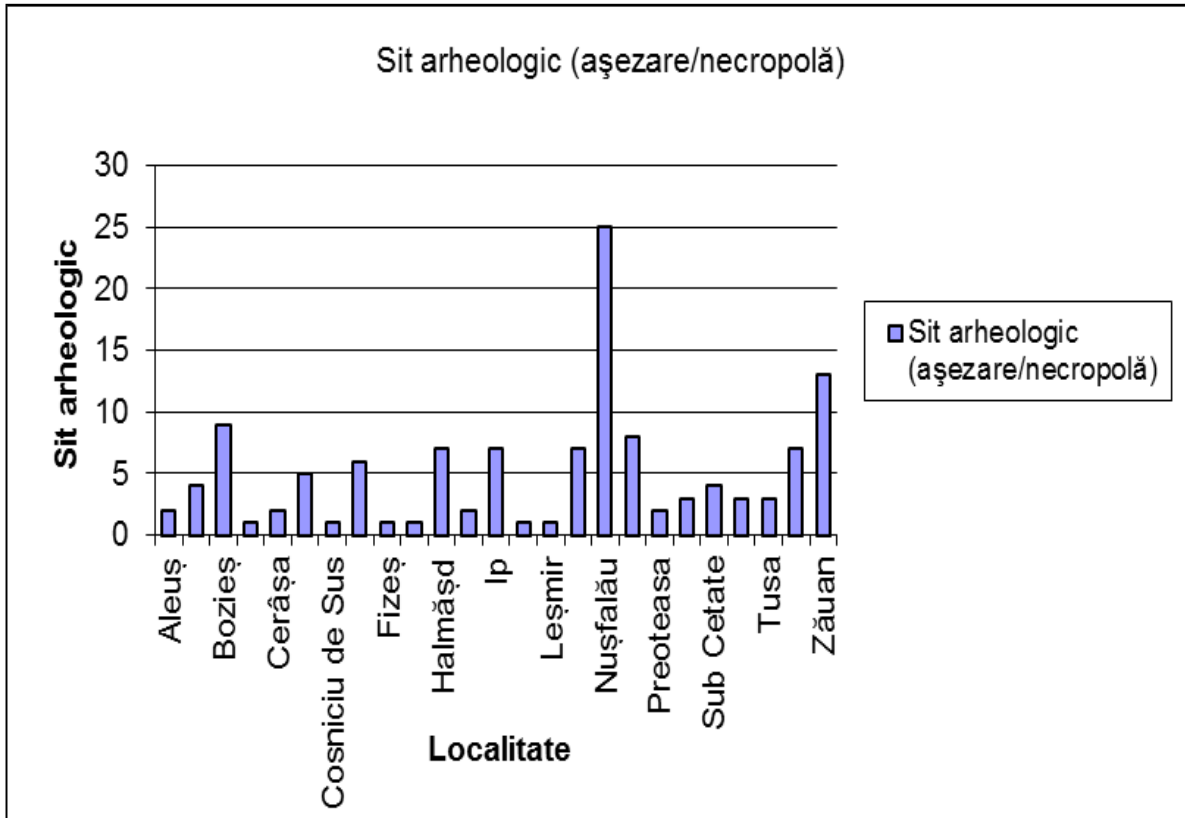 Sit arheologic (aşezare/necropolă)
30
25
20
15
10
5
0
Sit arheologic
Aleuș
Bozieș
Cerâșa
Cosniciu de Sus
Fizeș
Halmășd
Ip
Leșmir
Nușfalău
Preoteasa
Sub Cetate
Tusa
Zăuan
Localitate
Sit arheologic
(aşezare/necropolă)